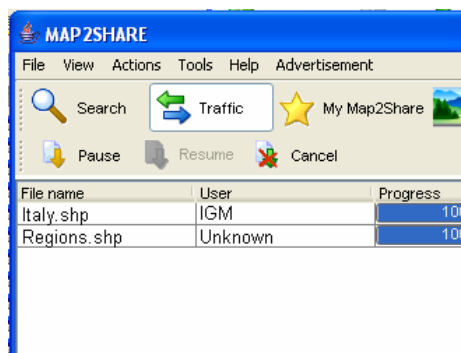 MAP2SHARE
File View Actions Tools Help Advertisement
Search Traffic My Map2Share
Pause Resume Cancel
File name User Progress
Italy.shp IGM
Regions.shp Unknown